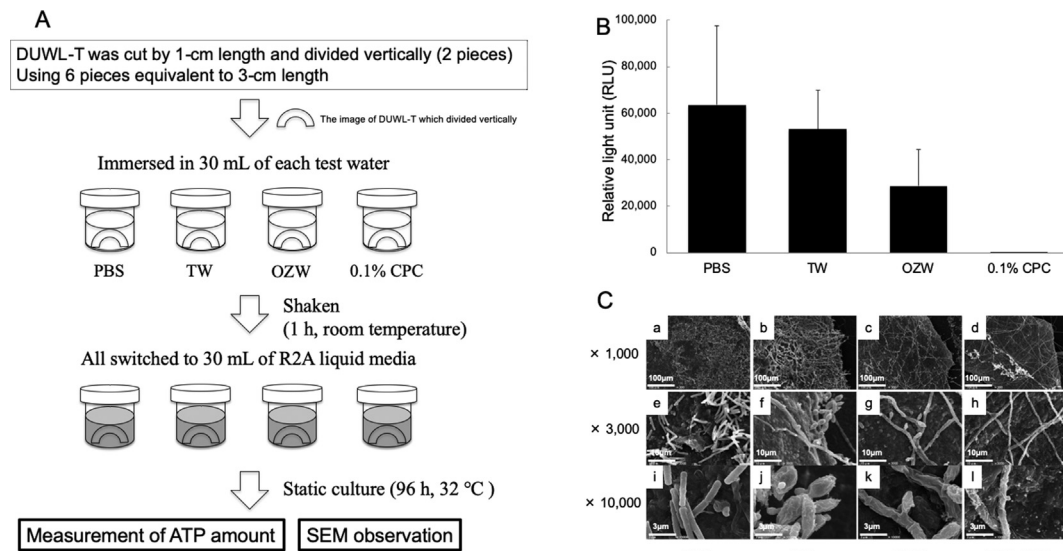 A
DUWL-T was cut by 1-cm length and divided vertically (2 pieces)
Using 6 pieces equivalent to 3-cm length
The image of DUWL-T which divided vertically
Immersed in 30 mL of each test water
PBS TW OZW 0.1% CPC
Shaken
(1 h, room temperature)
All switched to 30 mL of R2A liquid media
Static culture (96 h, 32 ℃ )
Measurement of ATP amount
SEM observation
B
Relative light unit (RLU)
100,000
80,000
60,000
40,000
20,000
0
PBS TW OZW 0.1% CPC
C
× 1,000
a b c d
100μm 100μm 100μm 100μm
× 3,000
e f g h
10μm 10μm 10μm 10μm
× 10,000
i j k l
3μm 3μm 3μm 3μm